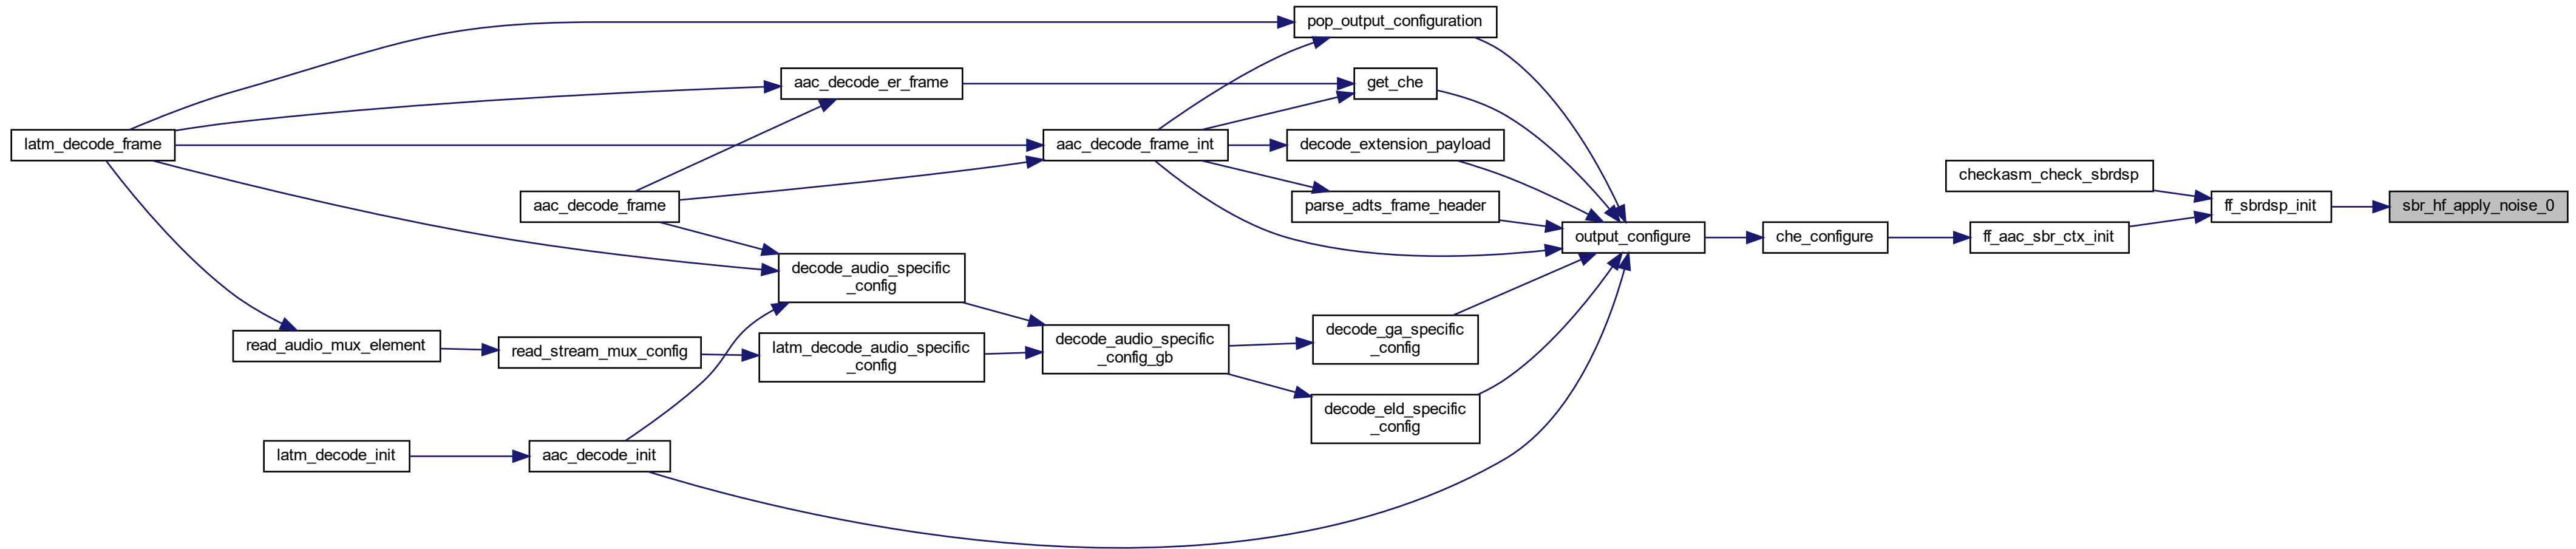 pop_output_configuration
aac_decode_er_frame
get_che
latm_decode_frame
aac_decode_frame_int
decode_extension_payload
checkasm_check_sbrdsp
aac_decode_frame
parse_adts_frame_header
ff_sbrdsp_init
sbr_hf_apply_noise_0
output_configure
che_configure
ff_aac_sbr_ctx_init
decode_audio_specific
_config
read_audio_mux_element
read_stream_mux_config
latm_decode_audio_specific
_config
decode_audio_specific
_config_gb
decode_ga_specific
_config
decode_eld_specific
_config
latm_decode_init
aac_decode_init